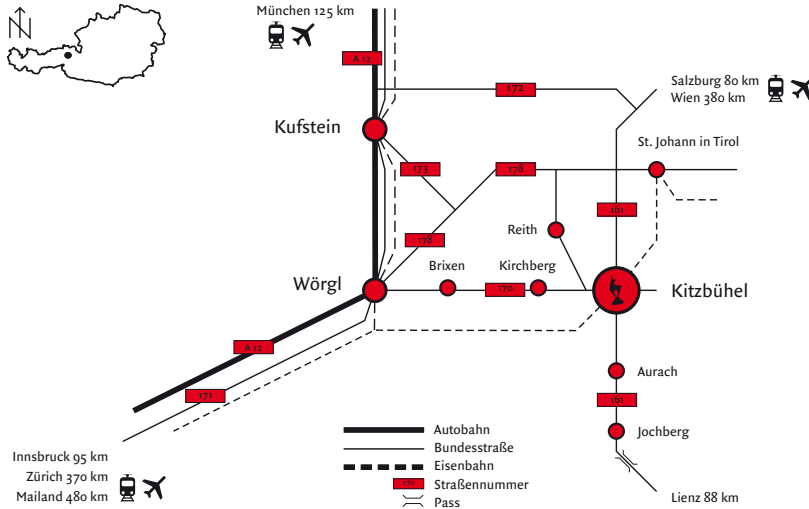 N
München 125 km
A 12
172
Salzburg 80 km
Wien 380 km
Kufstein
St. Johann in Tirol
173
178
161
Reith
178
Wörgl
Brixen
Kirchberg
170
Kitzbühel
A 12
Aurach
171
161
Jochberg
Autobahn
Bundesstraße
Eisenbahn
Straßennummer
Pass
Innsbruck 95 km
Zürich 370 km
Mailand 480 km
Lienz 88 km